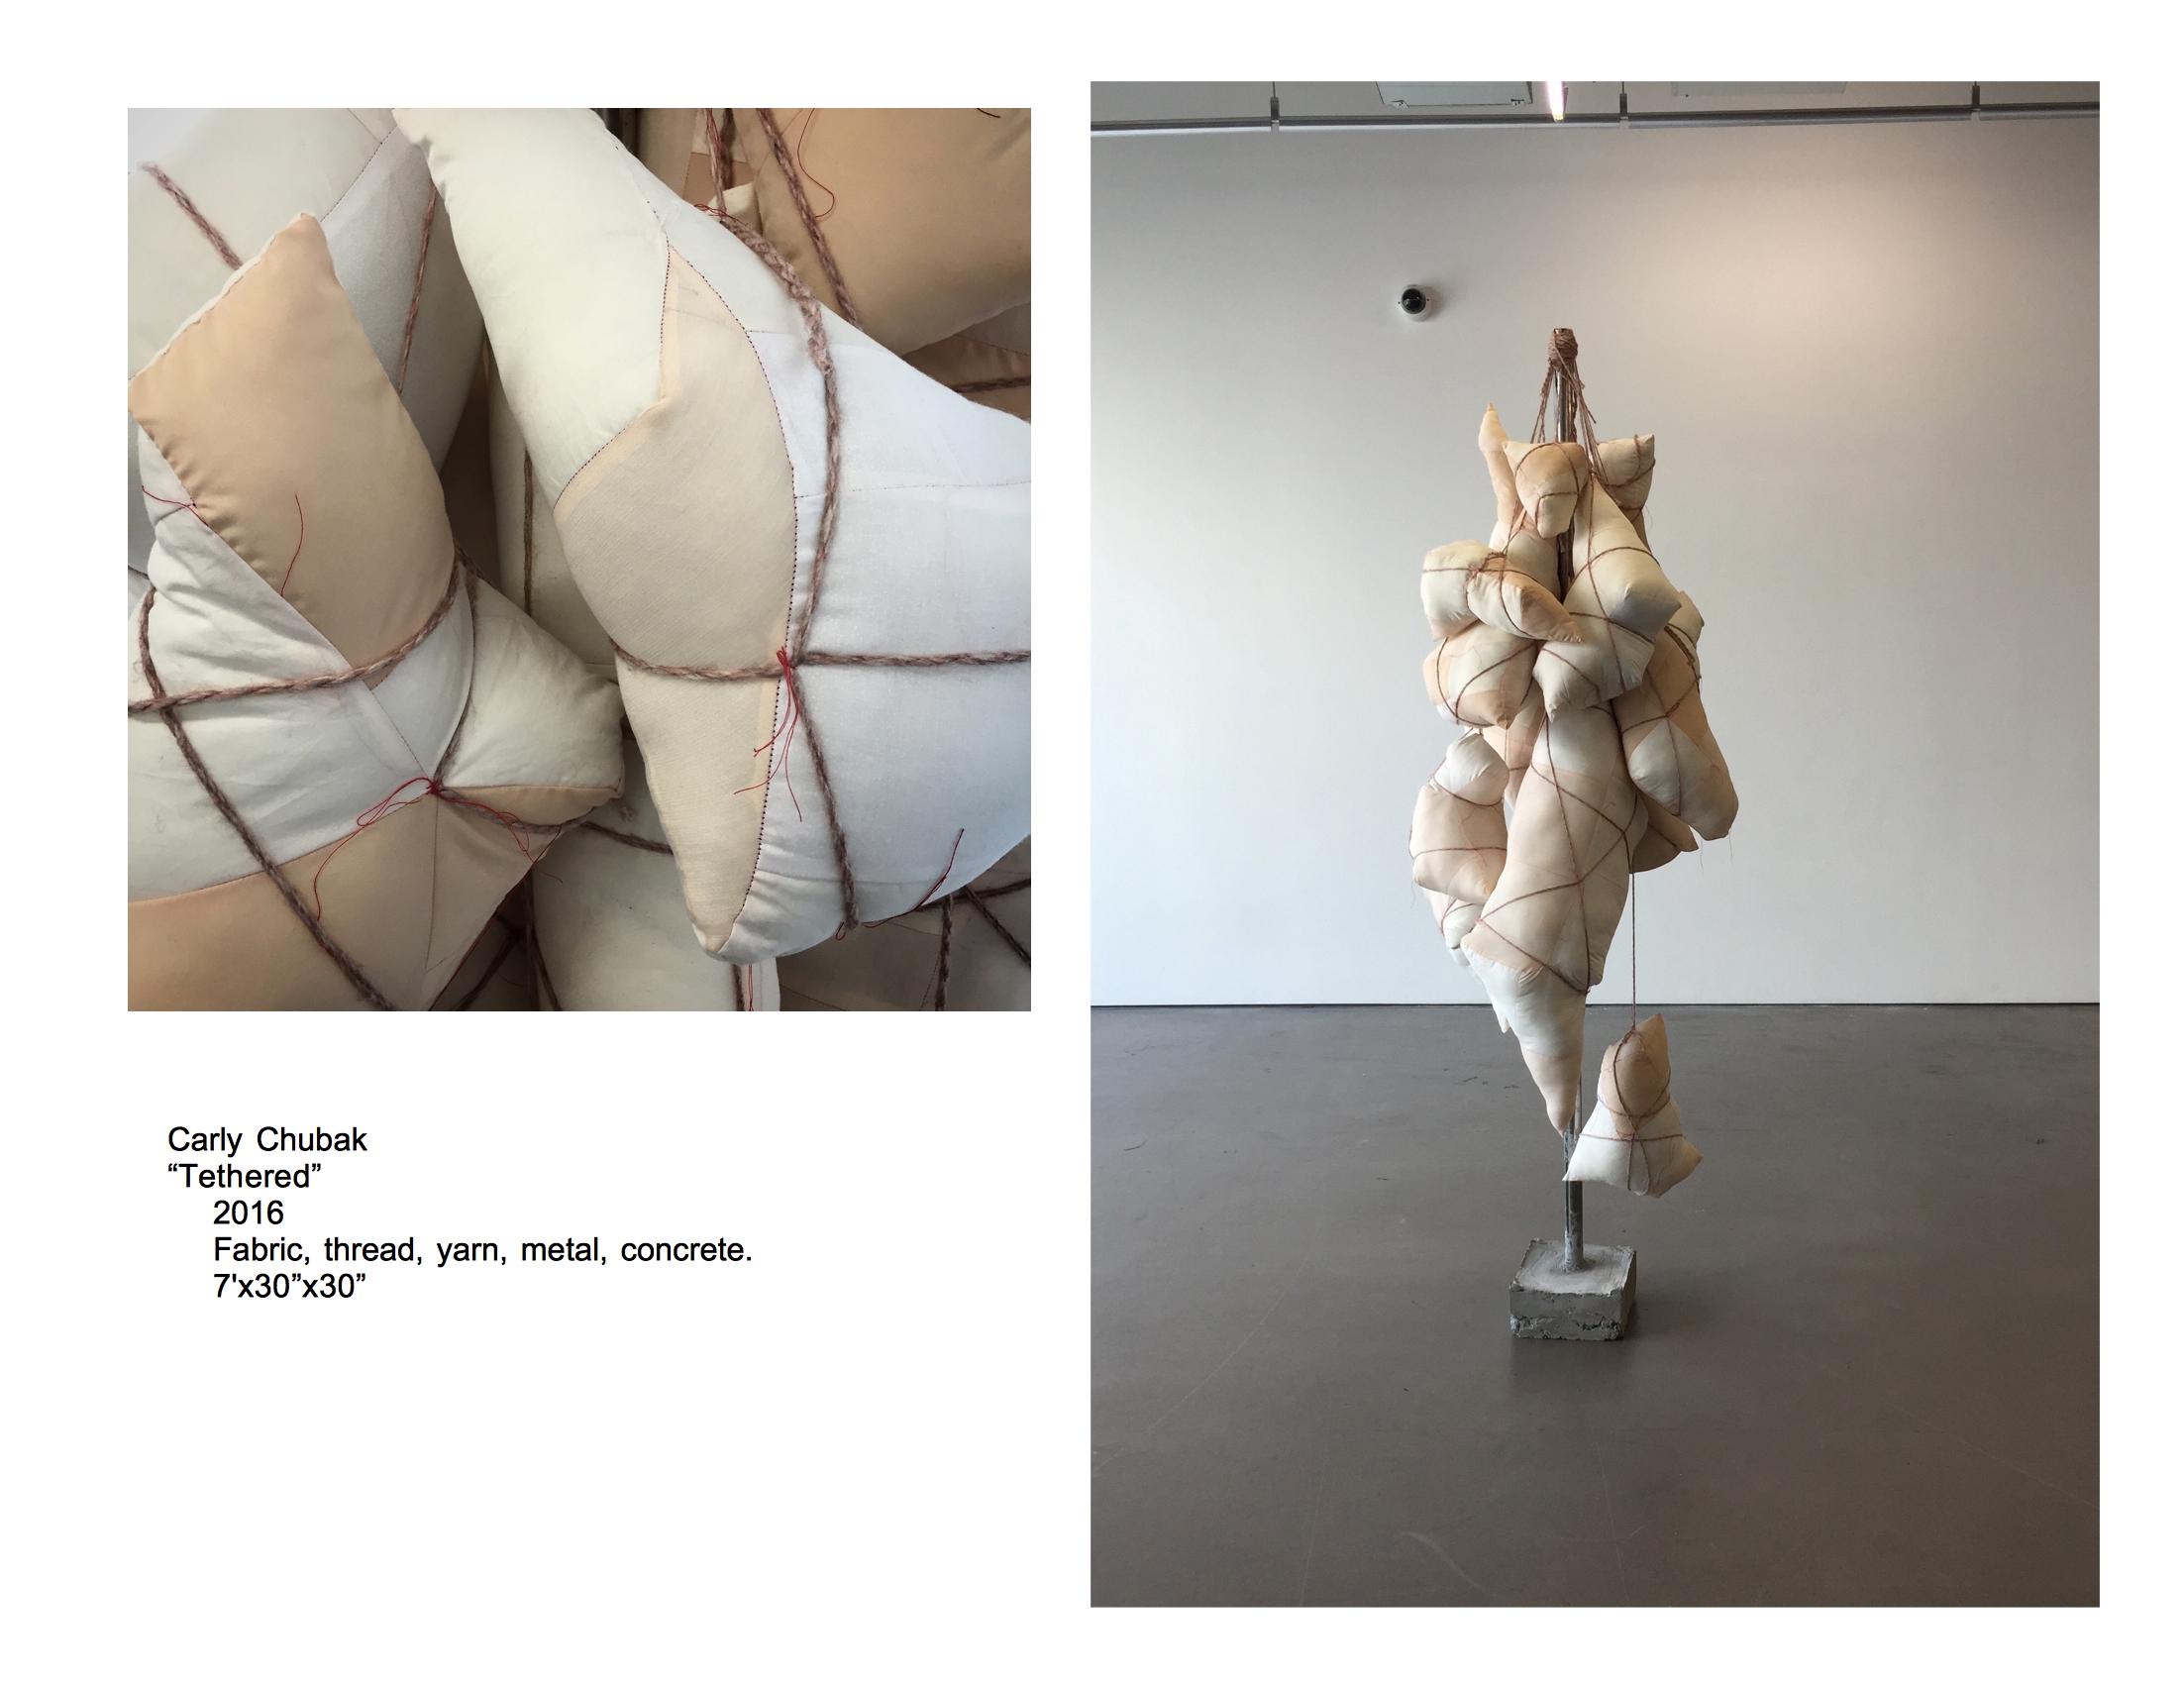 Carly Chubak
“Tethered”
2016
Fabric, thread, yarn, metal, concrete.
7'x30”x30”